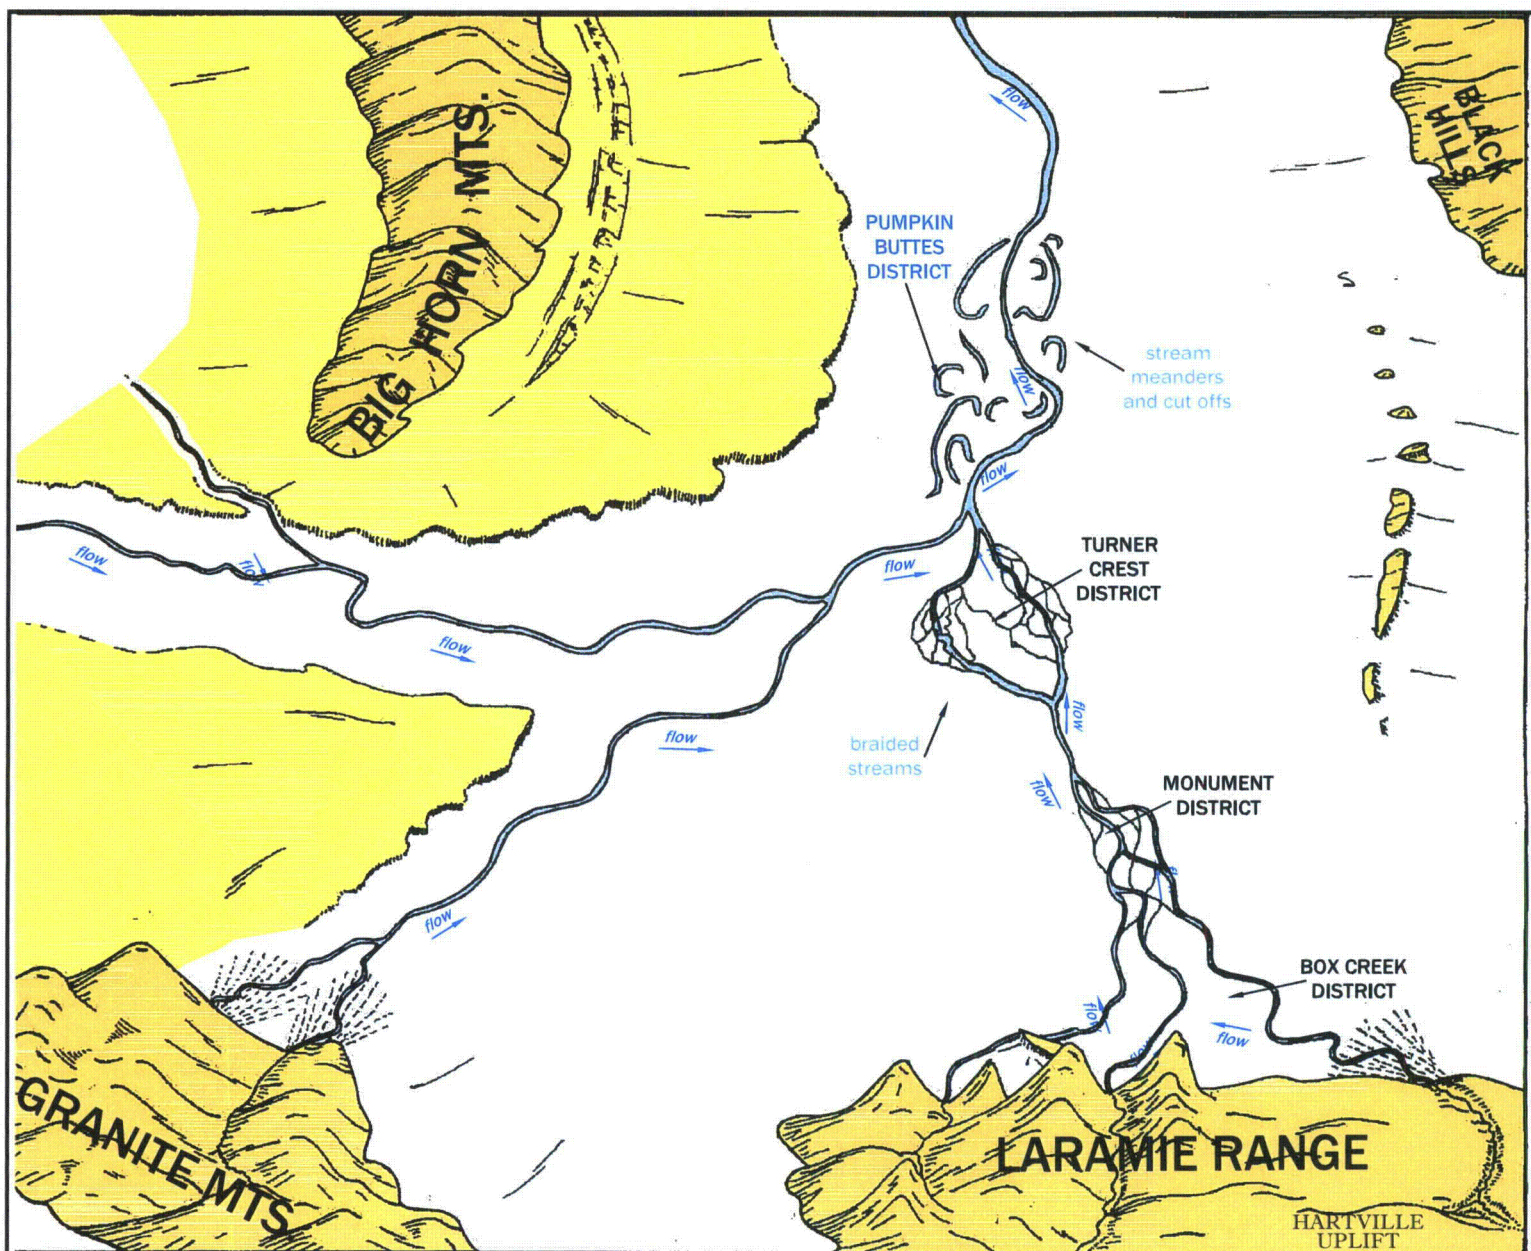 BLACK
HILLS
BIG HORN MTS.
flow
PUMPKIN
BUTTES
DISTRICT
stream
meanders
and cut offs
flow
flow
TURNER
CREST
DISTRICT
flow
flow
flow
flow
flow
flow
braided
streams
flow
MONUMENT
DISTRICT
flow
BOX CREEK
DISTRICT
flow
flow
flow
GRANITE MTS.
LARAMIE RANGE
HARTVILLE
UPLIFT